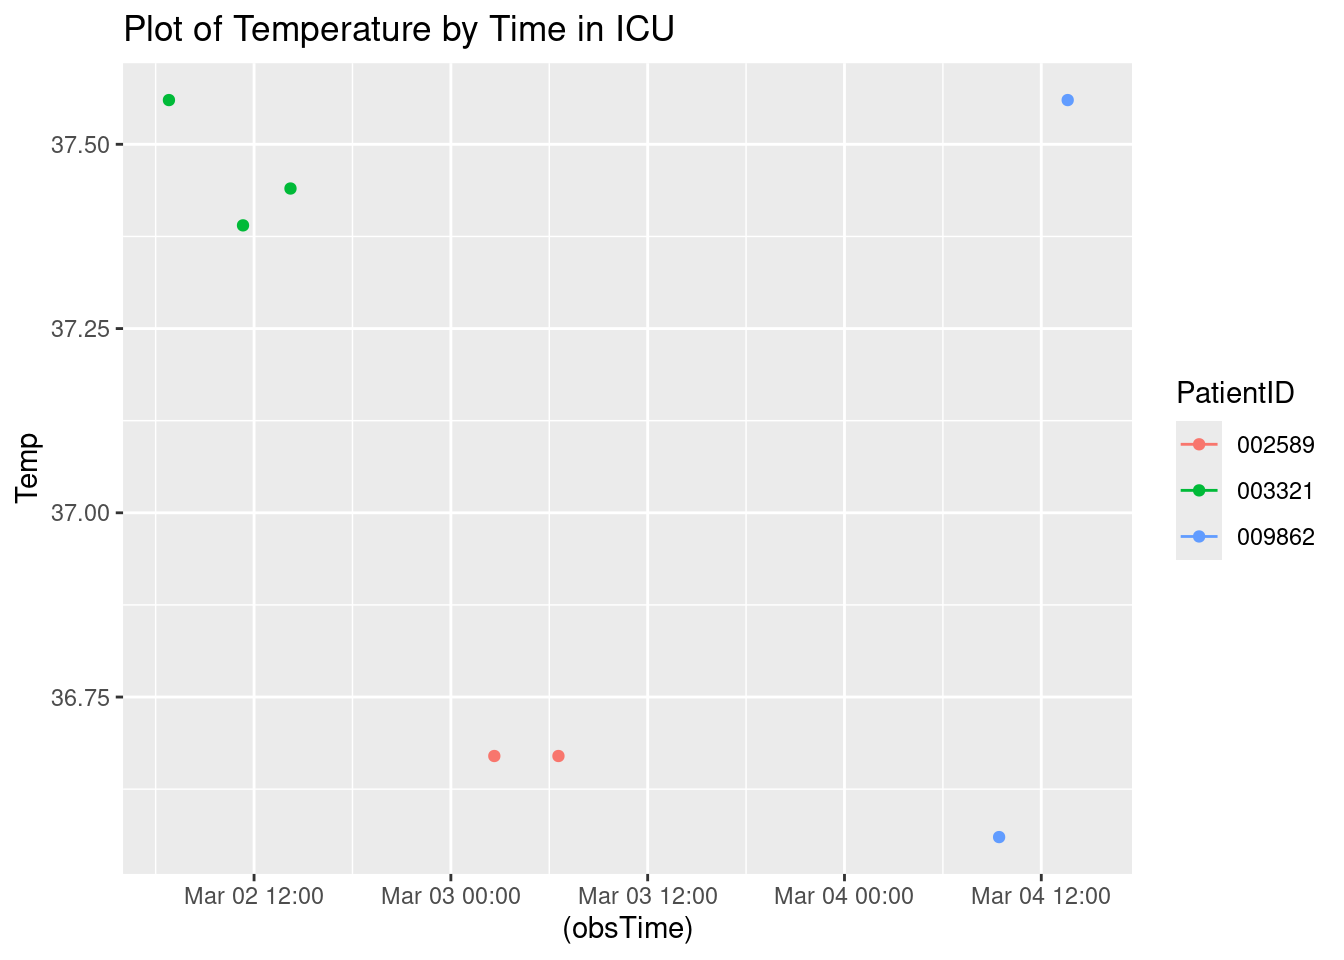 Plot of Temperature by Time in ICU
37.50
37.25
37.00
36.75
Temp
Mar 02 12:00
Mar 03 00:00
Mar 03 12:00
Mar 04 00:00
Mar 04 12:00
(obsTime)
PatientID
002589
003321
009862